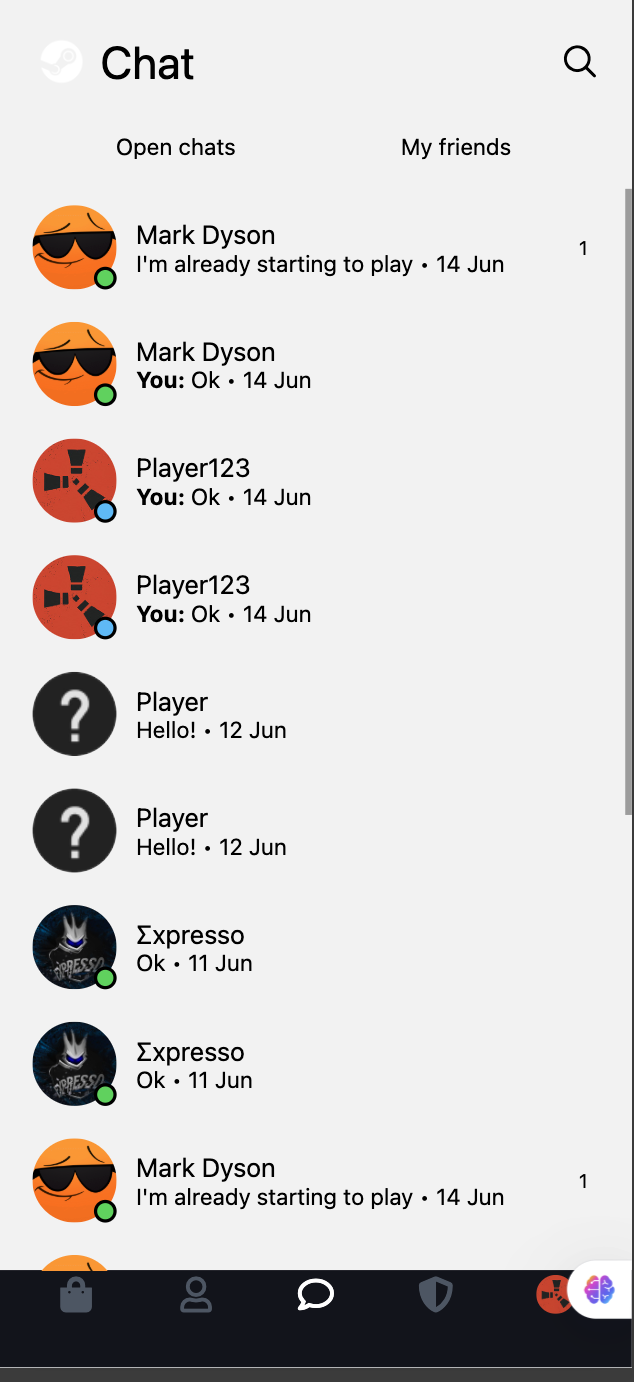 Chat
Open chats
My friends
Mark Dyson
I'm already starting to play • 14 Jun
1
Mark Dyson
You: Ok • 14 Jun
Player123
You: Ok • 14 Jun
Player123
You: Ok • 14 Jun
Player
Hello! • 12 Jun
Player
Hello! • 12 Jun
Σxpresso
Ok • 11 Jun
Σxpresso
Ok • 11 Jun
Mark Dyson
I'm already starting to play • 14 Jun
1